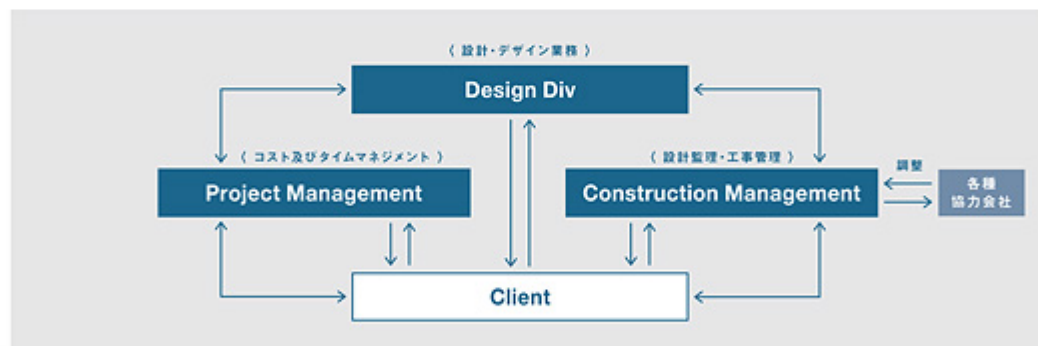 〈 設計・デザイン業務 〉
Design Div
〈 コスト及びタイムマネジメント 〉
Project Management
〈 設計監理・工事管理 〉
Construction Management
調整
各種
協力会社
Client